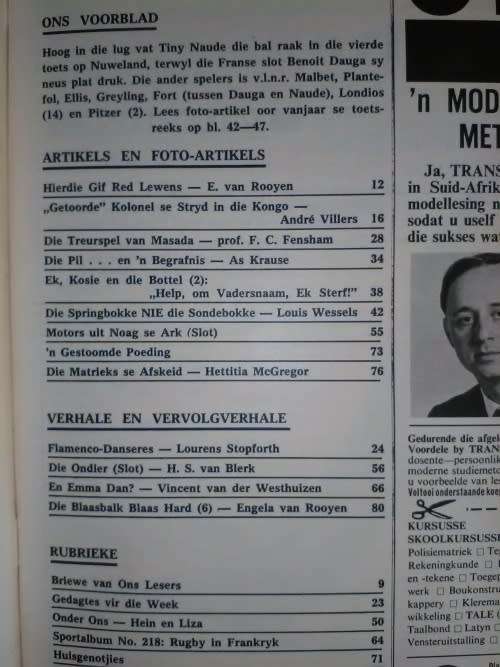 ONS VOORBLAD
Hoog in die lug vat Tiny Naude die bal raak in die vierde
toets op Nuweland, terwyl die Franse slot Benoit Dauga sy
neus plat druk. Die ander spelers is v.l.n.r. Malbet, Plante-
fol, Ellis, Greyling, Fort (tussen Dauga en Naude), Londios
(14) en Pitzer (2). Lees foto-artikel oor vanjaar se toets-
reeks op bl. 42—47.
ARTIKELS EN FOTO-ARTIKELS
Hierdie Gif Red Lewens — E. van Rooyen 12
„Getoorde” Kolonel se Stryd in die Kongo —
André Villers 16
Die Treurspel van Masada — prof. F. C. Fensham 28
Die Pil . . . en 'n Begrafnis — As Krause 34
Ek, Kosie en die Bottel (2):
„Help, om Vadersnaam, Ek Sterf!” 38
Die Springbokke NIE die Sondebokke — Louis Wessels 42
Motors uit Noag se Ark (Slot) 55
'n Gestoomde Poeding 73
Die Matrieks se Afskeid — Hettitia McGregor 76
VERHALE EN VERVOLGVERHALE
Flamenco-Danseres — Lourens Stopforth 24
Die Ondier (Slot) — H. S. van Blerk 56
En Emma Dan? — Vincent van der Westhuizen 66
Die Blaasbalk Blaas Hard (6) — Engela van Rooyen 80
RUBRIEKE
Briewe van Ons Lesers 9
Gedagtes vir die Week 23
Onder Ons — Hein en Liza 50
Sportalbum No. 218: Rugby in Frankryk 64
Huisgenotjies 71
'n MOD
MET
Ja, TRANS
in Suid-Afrik
modellesing n
sodat u uself
die sukses wa
Gedurende die afgel
Voordele by TRAN
dosente—persoonlik
moderne studiemeto
u voorbeelde van les
Voltooi onderstaande koe
KURSUSSE
SKOOLKURSUSSE
Polisiematriek □ Te
Rekeningkunde □
en -tekene □ Toege
werk □ Boukonstru
kappery □ Klerema
wikkeling □ TALE (
Taalbond □ Latyn □
Vensteruitstalling □